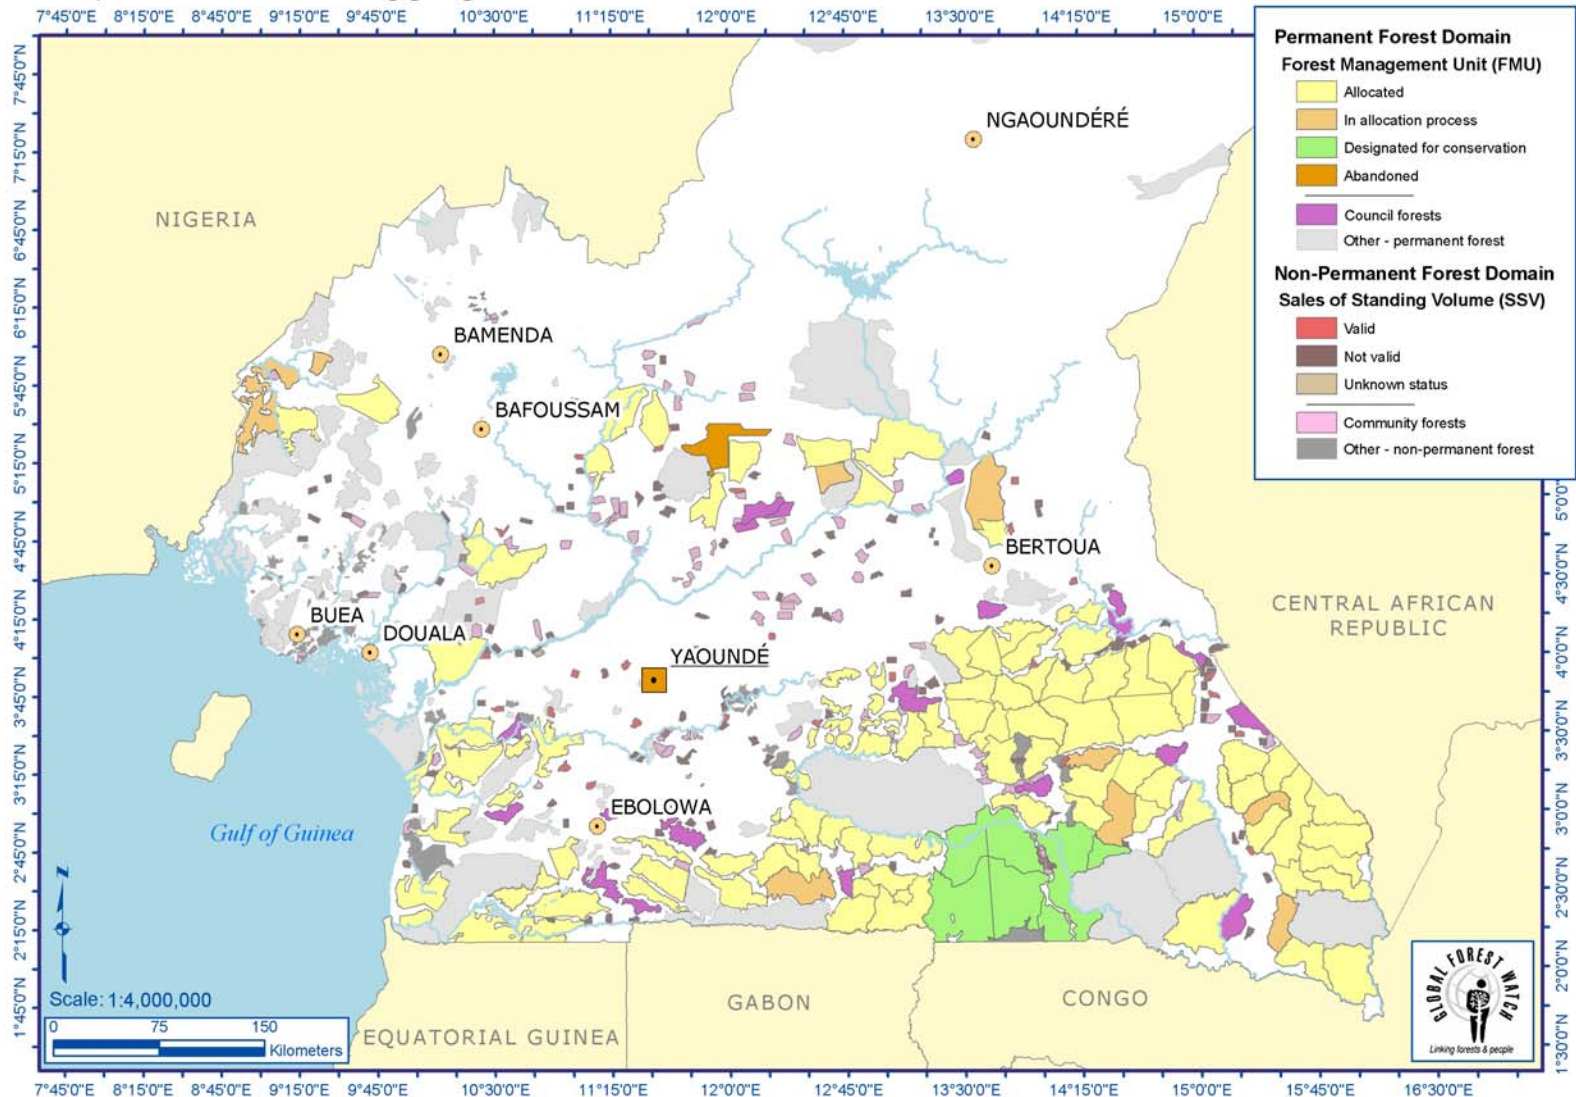 7°45'0"E 8°15'0"E 8°45'0"E 9°15'0"E 9°45'0"E 10°30'0"E 11°15'0"E 12°0'0"E 12°45'0"E 13°30'0"E 14°15'0"E 15°0'0"E
7°45'0"N
7°15'0"N
6°45'0"N
6°15'0"N
5°45'0"N
5°15'0"N
4°45'0"N
4°15'0"N
3°45'0"N
3°15'0"N
2°45'0"N
2°15'0"N
1°45'0"N
NGAOUNDÉRÉ
NIGERIA
BAMENDA
BAFOUSSAM
BERTOUA
BUEA
DOUALA
YAOUNDÉ
CENTRAL AFRICAN
REPUBLIC
EBOLOWA
Gulf of Guinea
GABON
CONGO
EQUATORIAL GUINEA
Permanent Forest Domain
Forest Management Unit (FMU)
Allocated
In allocation process
Designated for conservation
Abandoned
Council forests
Other - permanent forest
Non-Permanent Forest Domain
Sales of Standing Volume (SSV)
Valid
Not valid
Unknown status
Community forests
Other - non-permanent forest
5°0'0"N
4°30'0"N
4°0'0"N
3°30'0"N
3°0'0"N
2°30'0"N
2°0'0"N
1°30'0"N
Z
Scale: 1:4,000,000
0 75 150
Kilometers
GLOBAL FOREST WATCH
Linking forests & people
7°45'0"E 8°15'0"E 8°45'0"E 9°15'0"E 9°45'0"E 10°30'0"E 11°15'0"E 12°0'0"E 12°45'0"E 13°30'0"E 14°15'0"E 15°0'0"E 15°45'0"E 16°30'0"E